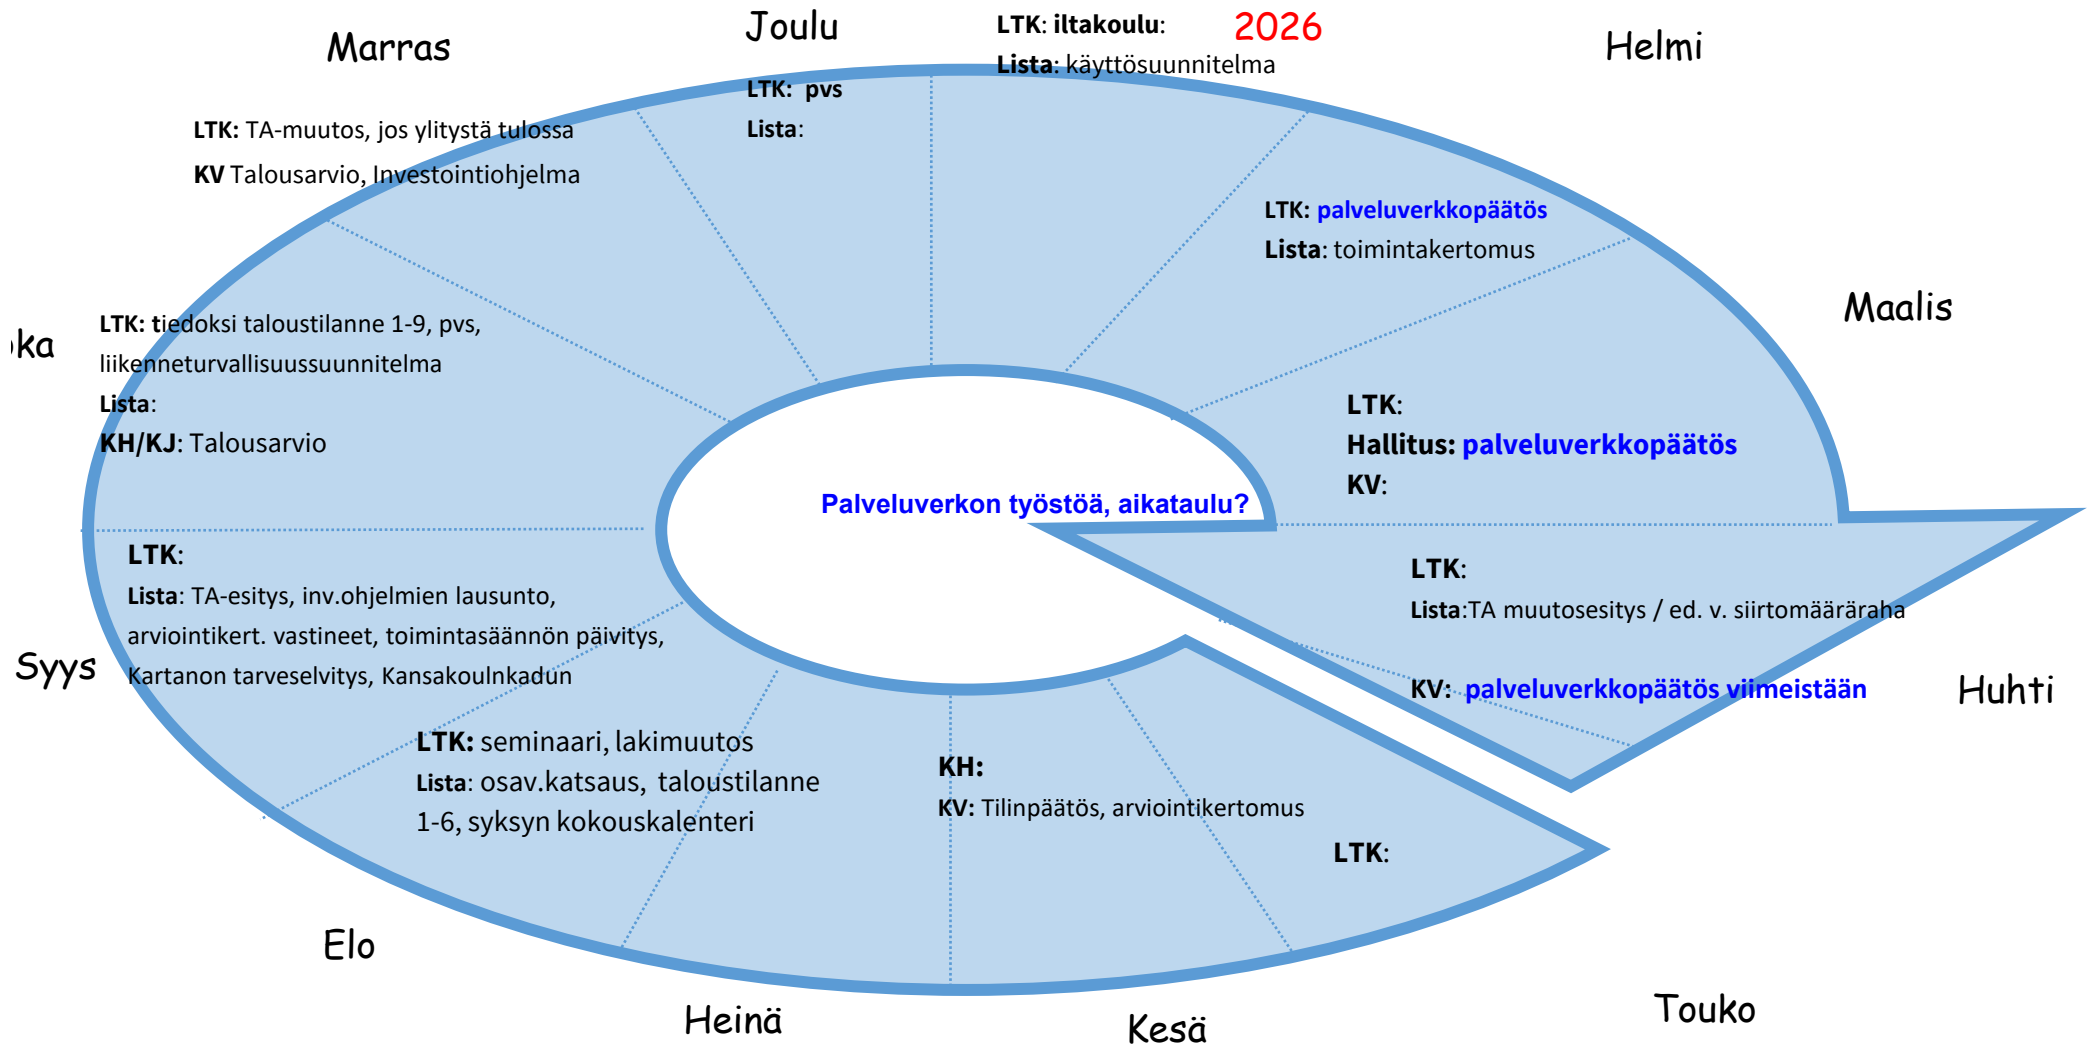 Joulu
LTK: iltakoulu:
2026
Lista: käyttösuunnitelma
Helmi
Marras
LTK: pvs
Lista:
LTK: TA-muutos, jos ylitystä tulossa
KV Talousarvio, Investointiohjelma
LTK: palveluverkkopäätös
Lista: toimintakertomus
Maalis
ka
LTK: tiedoksi taloustilanne 1-9, pvs,
liikenneturvallisuussuunnitelma
Lista:
KH/KJ: Talousarvio
LTK:
Hallitus: palveluverkkopäätös
KV:
Palveluverkon työstöä, aikataulu?
LTK:
Lista: TA-esitys, inv.ohjelmien lausunto,
arviointikert. vastineet, toimintasäännön päivitys,
Kartanon tarveselvitys, Kansakoulnkadun
Syys
LTK:
Lista:TA muutosesitys / ed. v. siirtomääräraha
KV: palveluverkkopäätös viimeistään
Huhti
LTK: seminaari, lakimuutos
Lista: osav.katsaus, taloustilanne
1-6, syksyn kokouskalenteri
KH:
KV: Tilinpäätös, arviointikertomus
LTK:
Elo
Heinä
Kesä
Touko